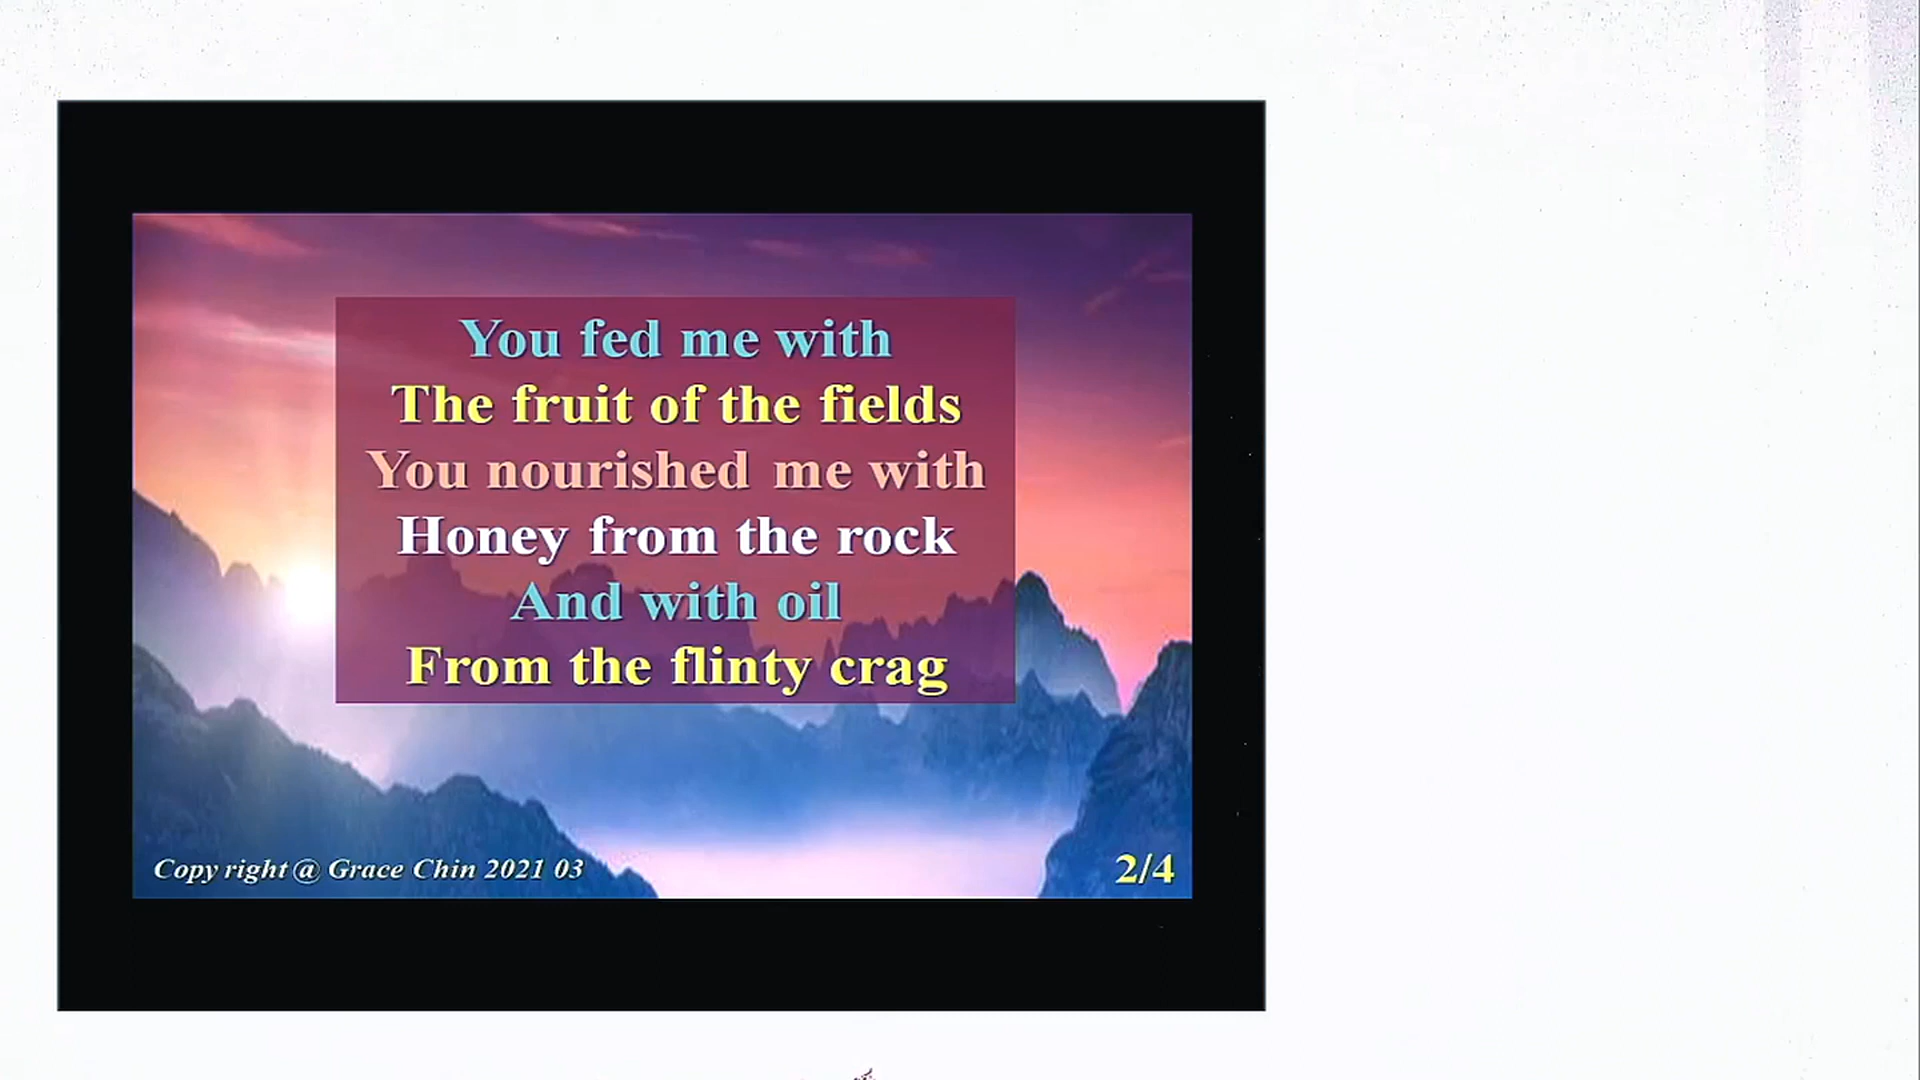 You fed me with
The fruit of the fields
You nourished me with
Honey from the rock
And with oil
From the flinty crag
Copy right @ Grace Chin 2021 03
2/4